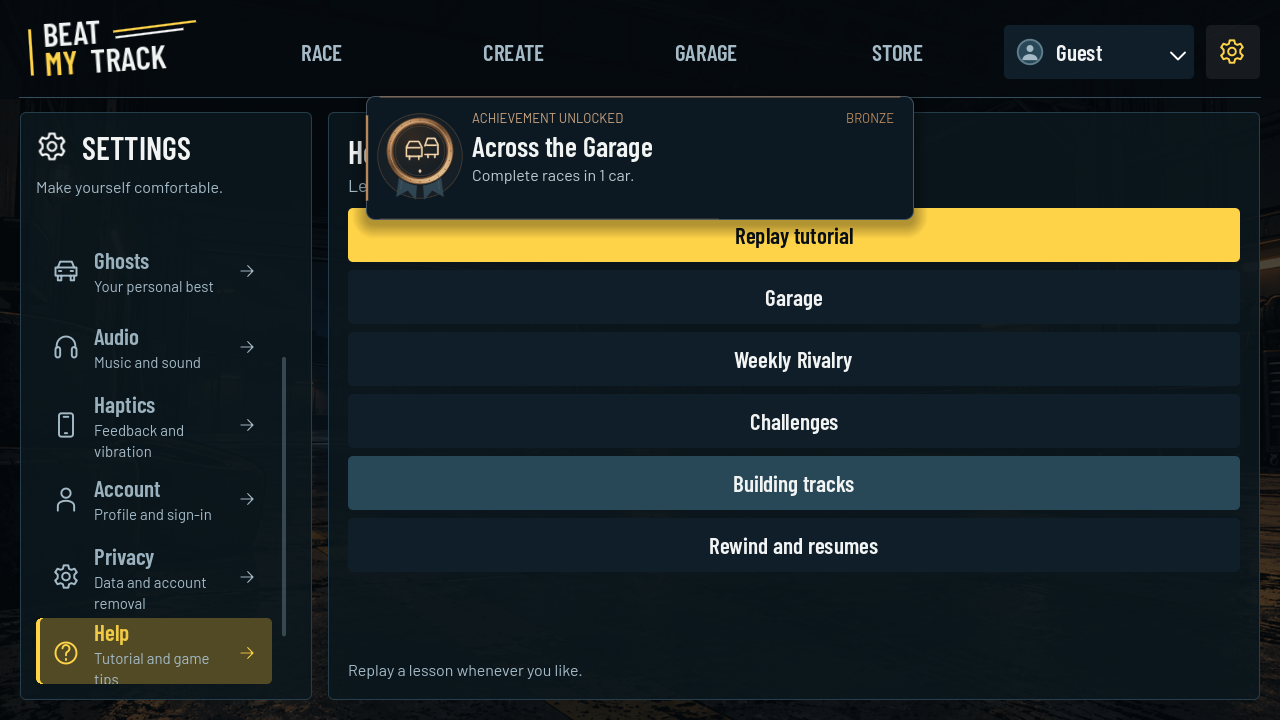 BEAT
MY TRACK
RACE
CREATE
GARAGE
STORE
Guest
SETTINGS
Make yourself comfortable.
Ghosts
Your personal best
Audio
Music and sound
Haptics
Feedback and
vibration
Account
Profile and sign-in
Privacy
Data and account
removal
Help
Tutorial and game
tips
ACHIEVEMENT UNLOCKED
BRONZE
Across the Garage
Complete races in 1 car.
Replay tutorial
Garage
Weekly Rivalry
Challenges
Building tracks
Rewind and resumes
Replay a lesson whenever you like.